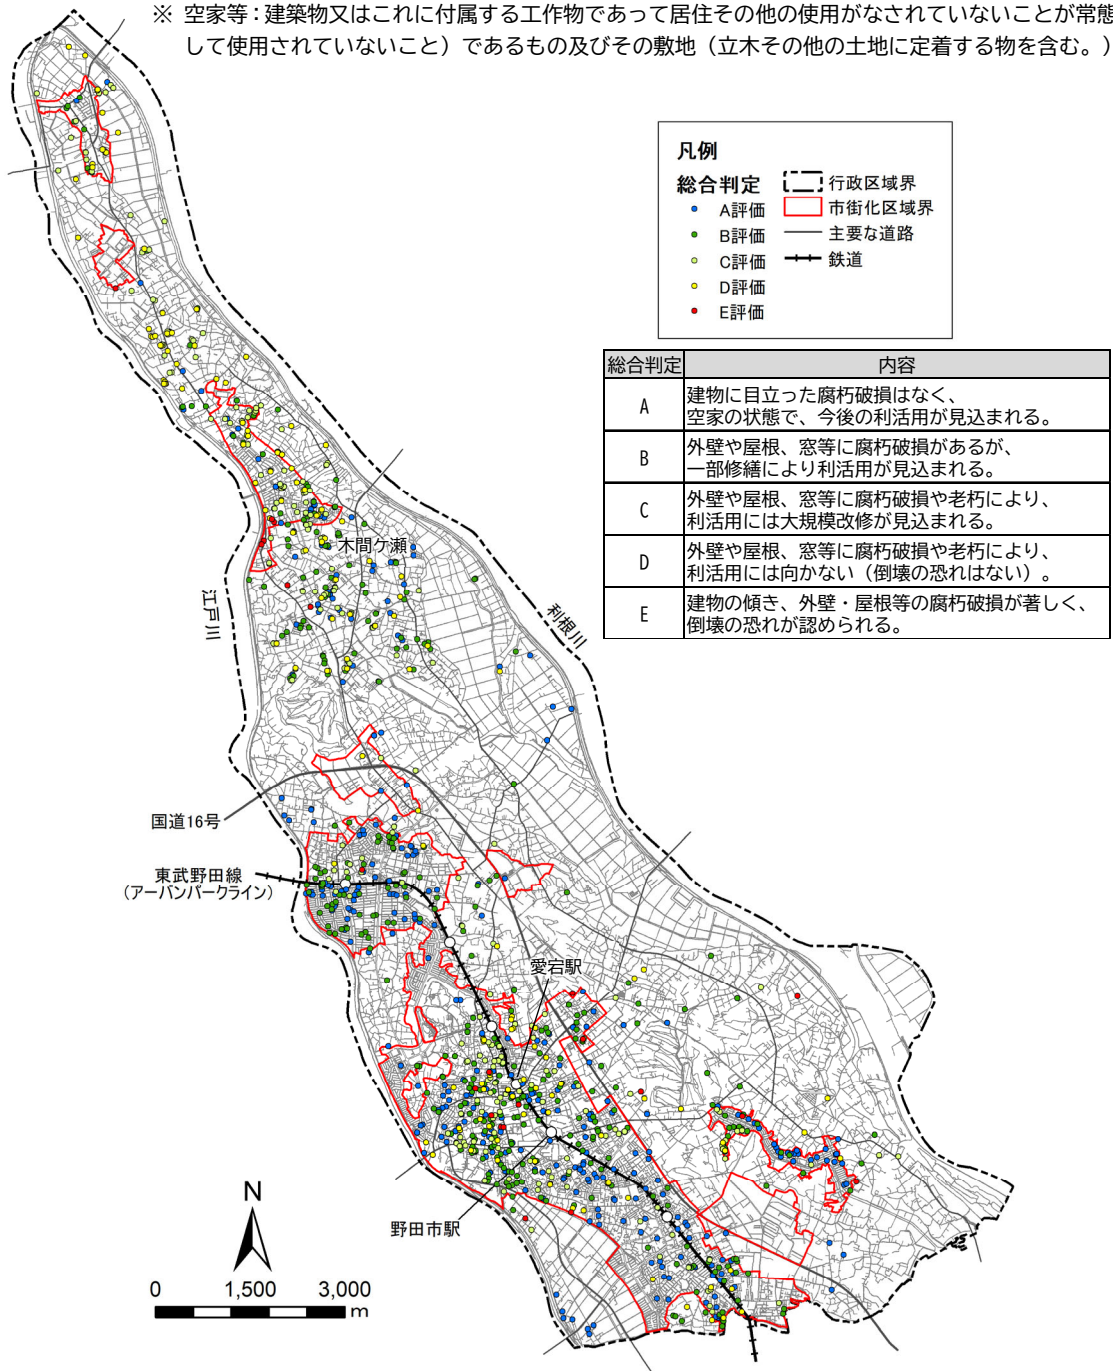 ※ 空家等：建築物又はこれに付属する工作物であって居住その他の使用がなされていないことが常態
して使用されていないこと）であるもの及びその敷地（立木その他の土地に定着する物を含む。）
凡例
総合判定
A評価
B評価
C評価
D評価
E評価
行政区域界
市街化区域界
主要な道路
鉄道
総合判定 内容
A 建物に目立った腐朽破損はなく、
空家の状態で、今後の利活用が見込まれる。
B 外壁や屋根、窓等に腐朽破損があるが、
一部修繕により利活用が見込まれる。
C 外壁や屋根、窓等に腐朽破損や老朽により、
利活用には大規模改修が見込まれる。
D 外壁や屋根、窓等に腐朽破損や老朽により、
利活用には向かない（倒壊の恐れはない）。
E 建物の傾き、外壁・屋根等の腐朽破損が著しく、
倒壊の恐れが認められる。
木間ケ瀬
江戸川
利根川
国道16号
東武野田線
（アーバンパークライン）
愛宕駅
野田市駅
N
0 1,500 3,000
m